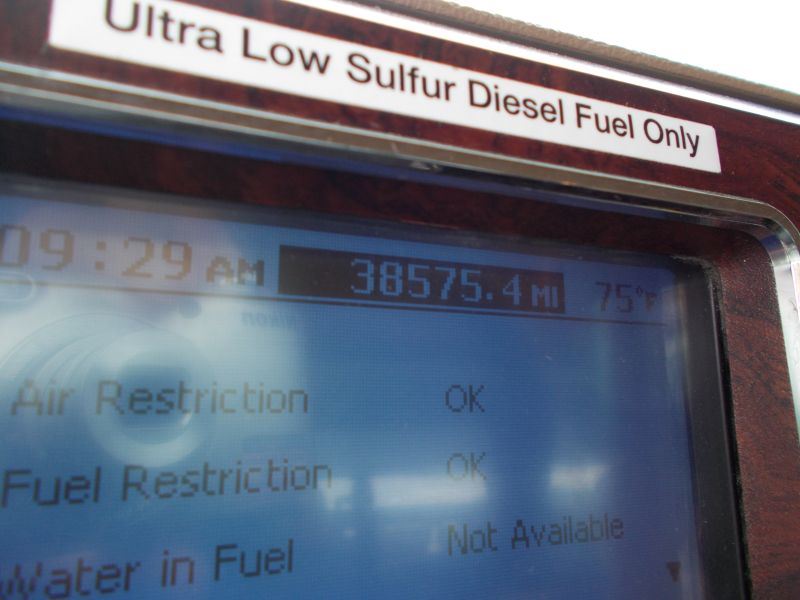 Ultra Low Sulfur Diesel Fuel Only
09:29 AM 38575.4 MI 75°F
Nikon
Air Restriction OK
Fuel Restriction OK
Water in Fuel Not Available